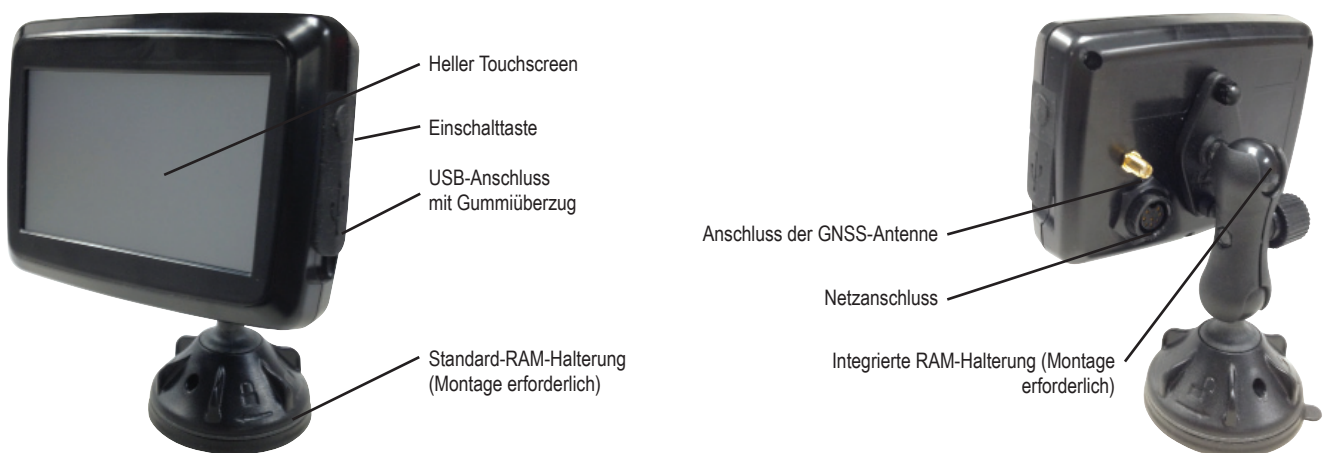 Heller Touchscreen
Einschalttaste
USB-Anschluss
mit Gummiüberzug
Standard-RAM-Halterung
(Montage erforderlich)
Anschluss der GNSS-Antenne
Netzanschluss
Integrierte RAM-Halterung (Montage
erforderlich)